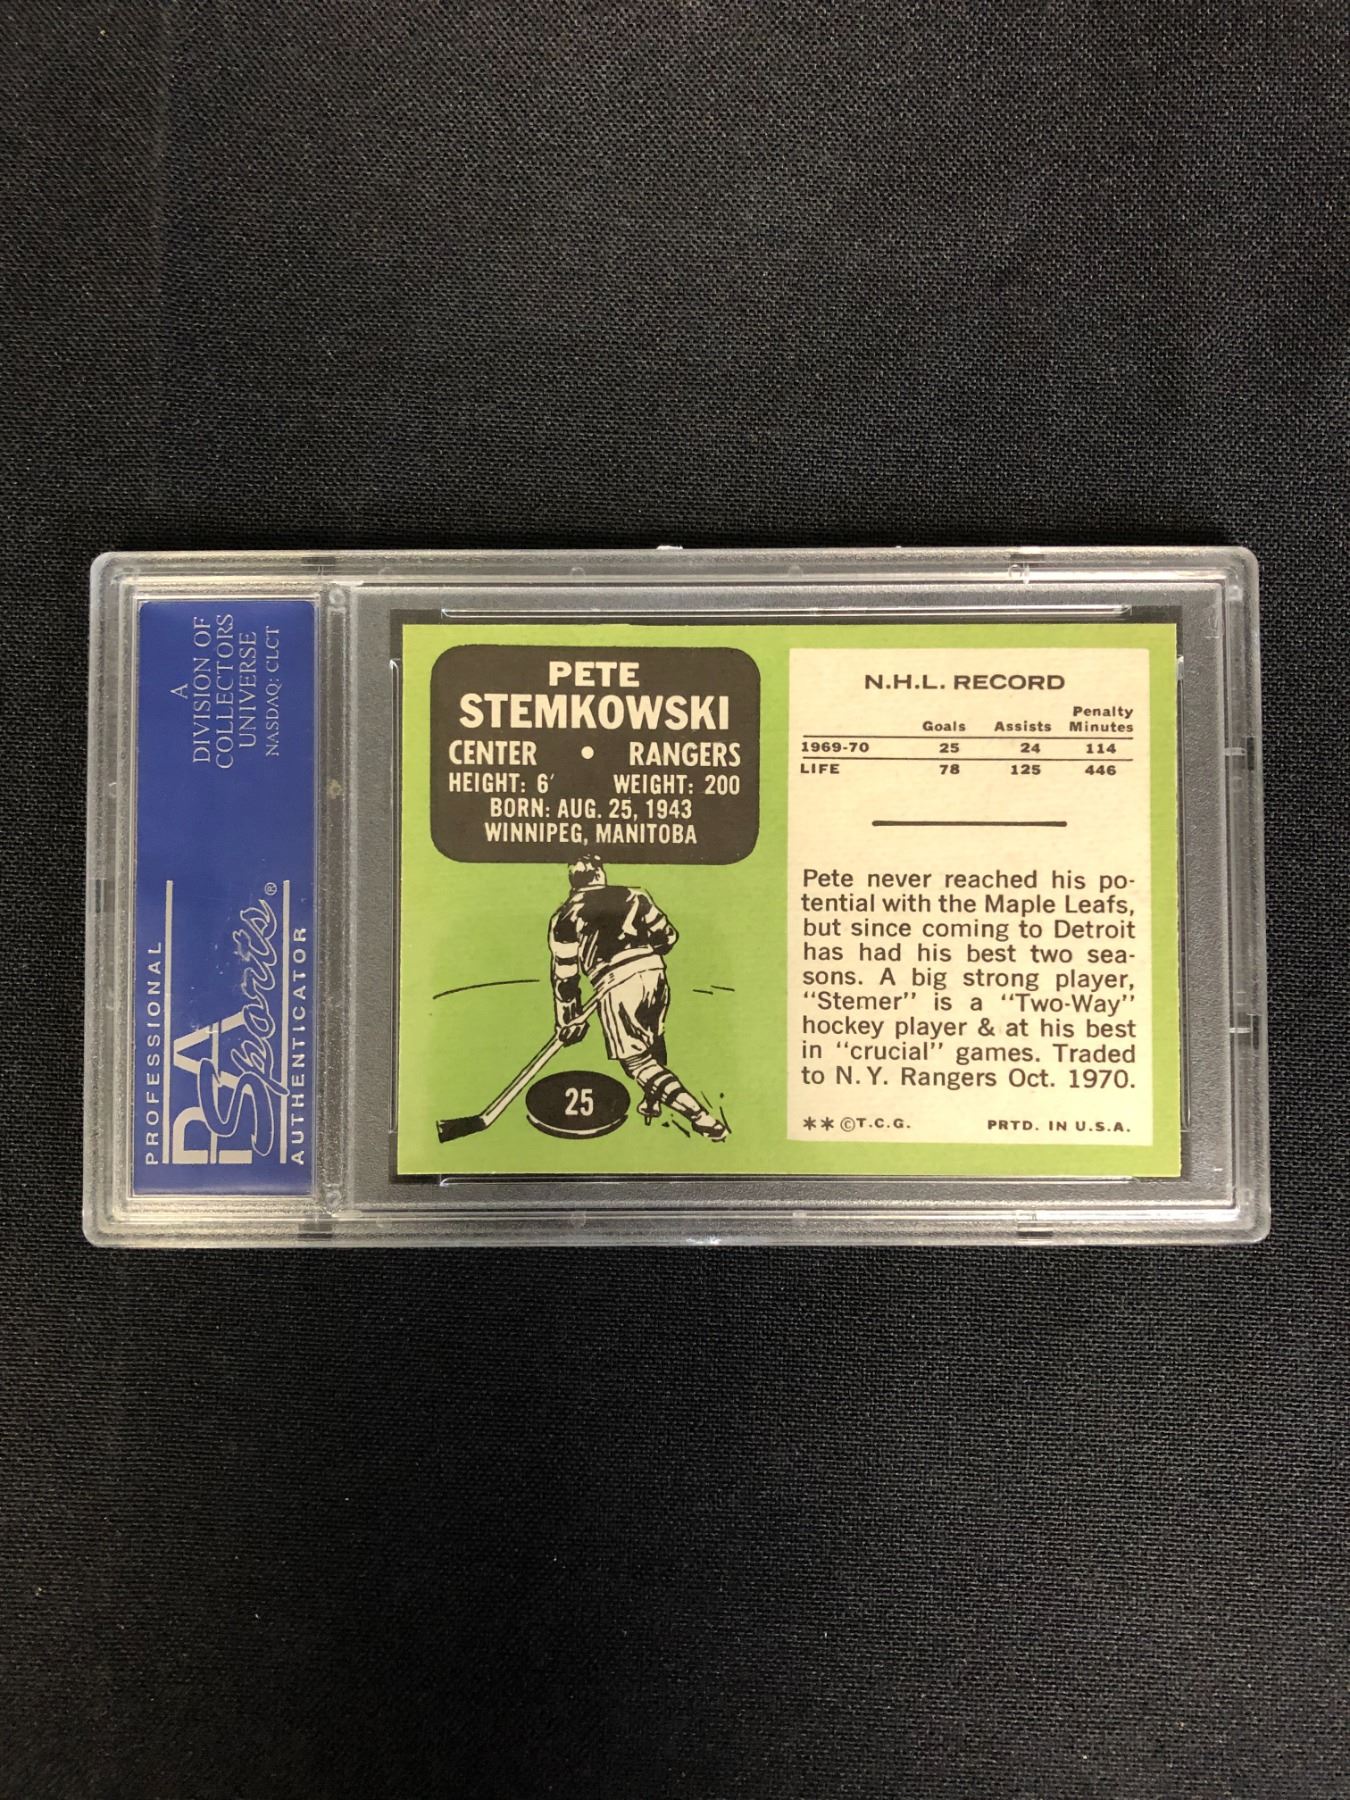 A
DIVISION OF
COLLECTORS
UNIVERSE
NASDAQ: CLCT
PROFESSIONAL
PSA
Sports®
AUTHENTICATOR
PETE
STEMKOWSKI
CENTER • RANGERS
HEIGHT: 6' WEIGHT: 200
BORN: AUG. 25, 1943
WINNIPEG, MANITOBA
25
N.H.L. RECORD
Goals Assists Penalty Minutes
1969-70 25 24 114
LIFE 78 125 446
Pete never reached his po-
tential with the Maple Leafs,
but since coming to Detroit
has had his best two sea-
sons. A big strong player,
"Stemer" is a "Two-Way"
hockey player & at his best
in "crucial" games. Traded
to N.Y. Rangers Oct. 1970.
** ©T.C.G. PRTD. IN U.S.A.